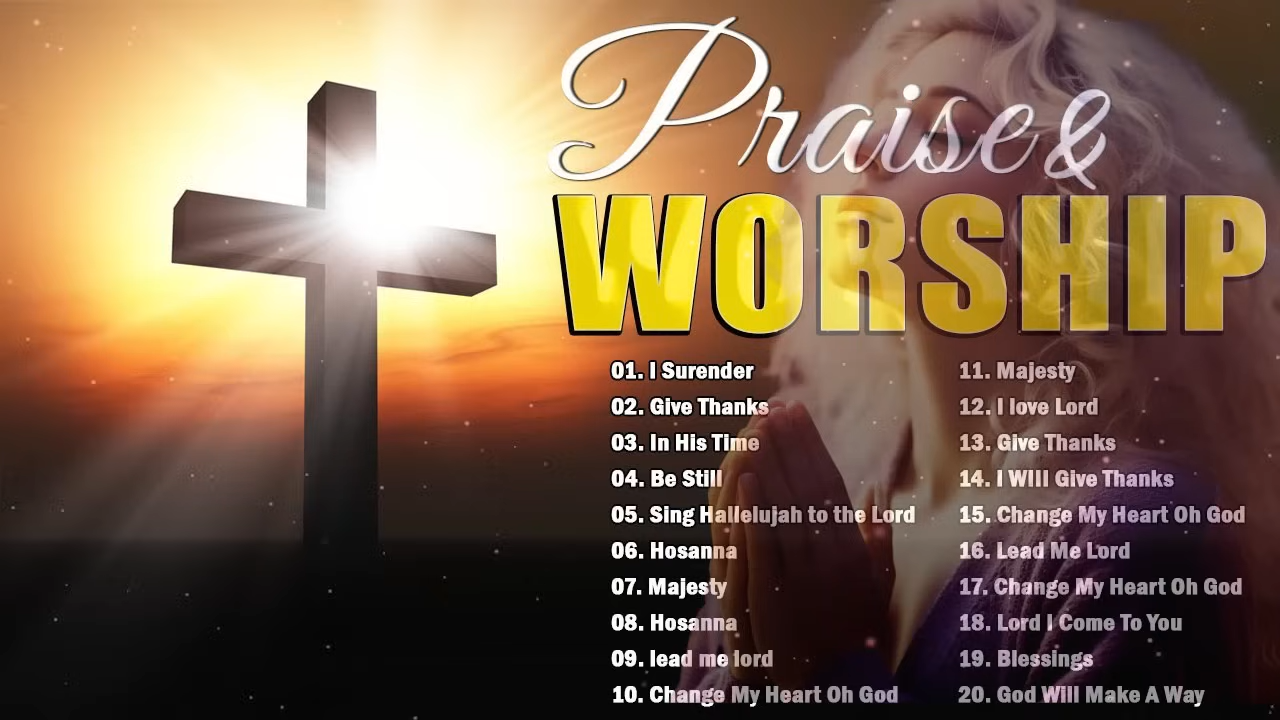 Praise &
WORSHIP
01. I Surender
02. Give Thanks
03. In His Time
04. Be Still
05. Sing Hallelujah to the Lord
06. Hosanna
07. Majesty
08. Hosanna
09. lead me lord
10. Change My Heart Oh God
11. Majesty
12. I love Lord
13. Give Thanks
14. I WIll Give Thanks
15. Change My Heart Oh God
16. Lead Me Lord
17. Change My Heart Oh God
18. Lord I Come To You
19. Blessings
20. God Will Make A Way